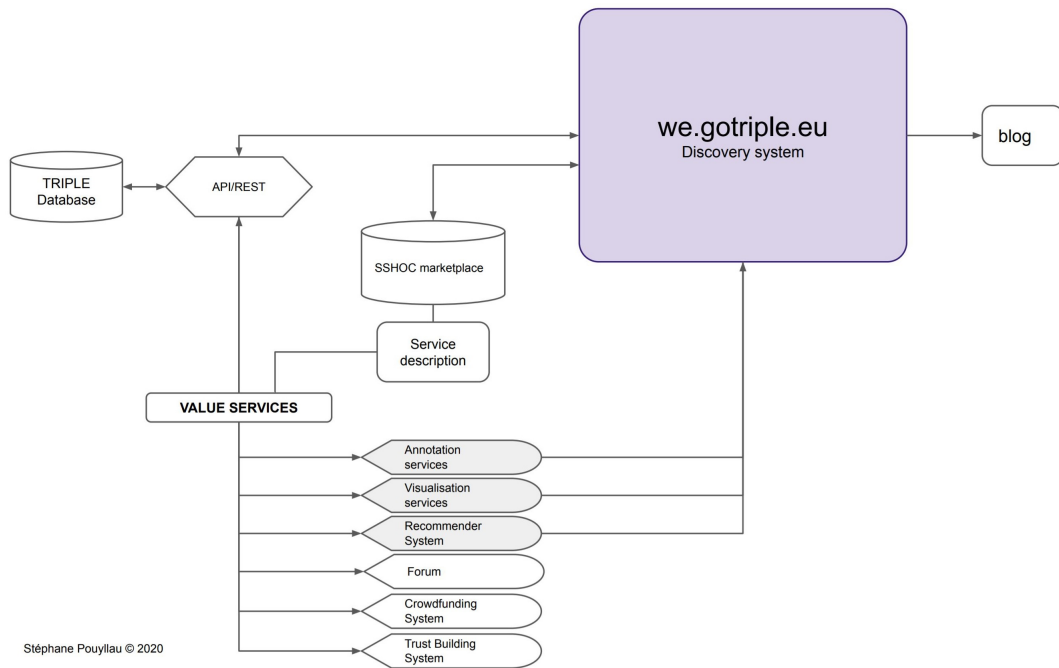 we.gotriple.eu
Discovery system
blog
TRIPLE
Database
API/REST
SSHOC marketplace
Service
description
VALUE SERVICES
Annotation
services
Visualisation
services
Recommender
System
Forum
Crowdfunding
System
Trust Building
System
Stéphane Pouyllau © 2020